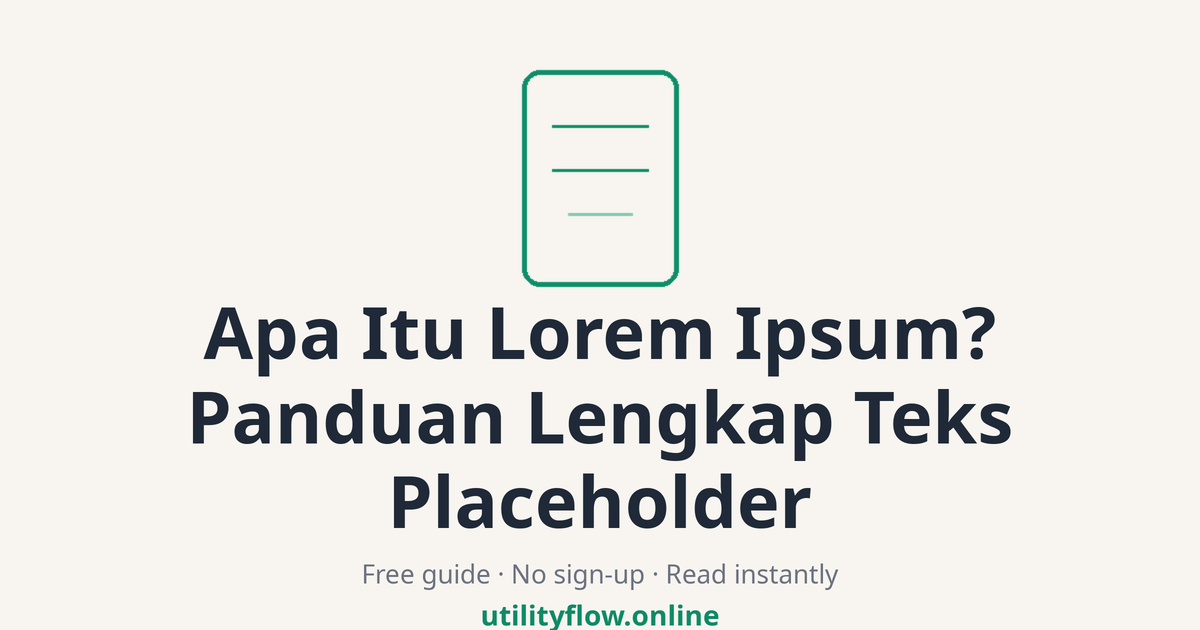 Apa Itu Lorem Ipsum?
Panduan Lengkap Teks
Placeholder
Free guide · No sign-up · Read instantly
utilityflow.online